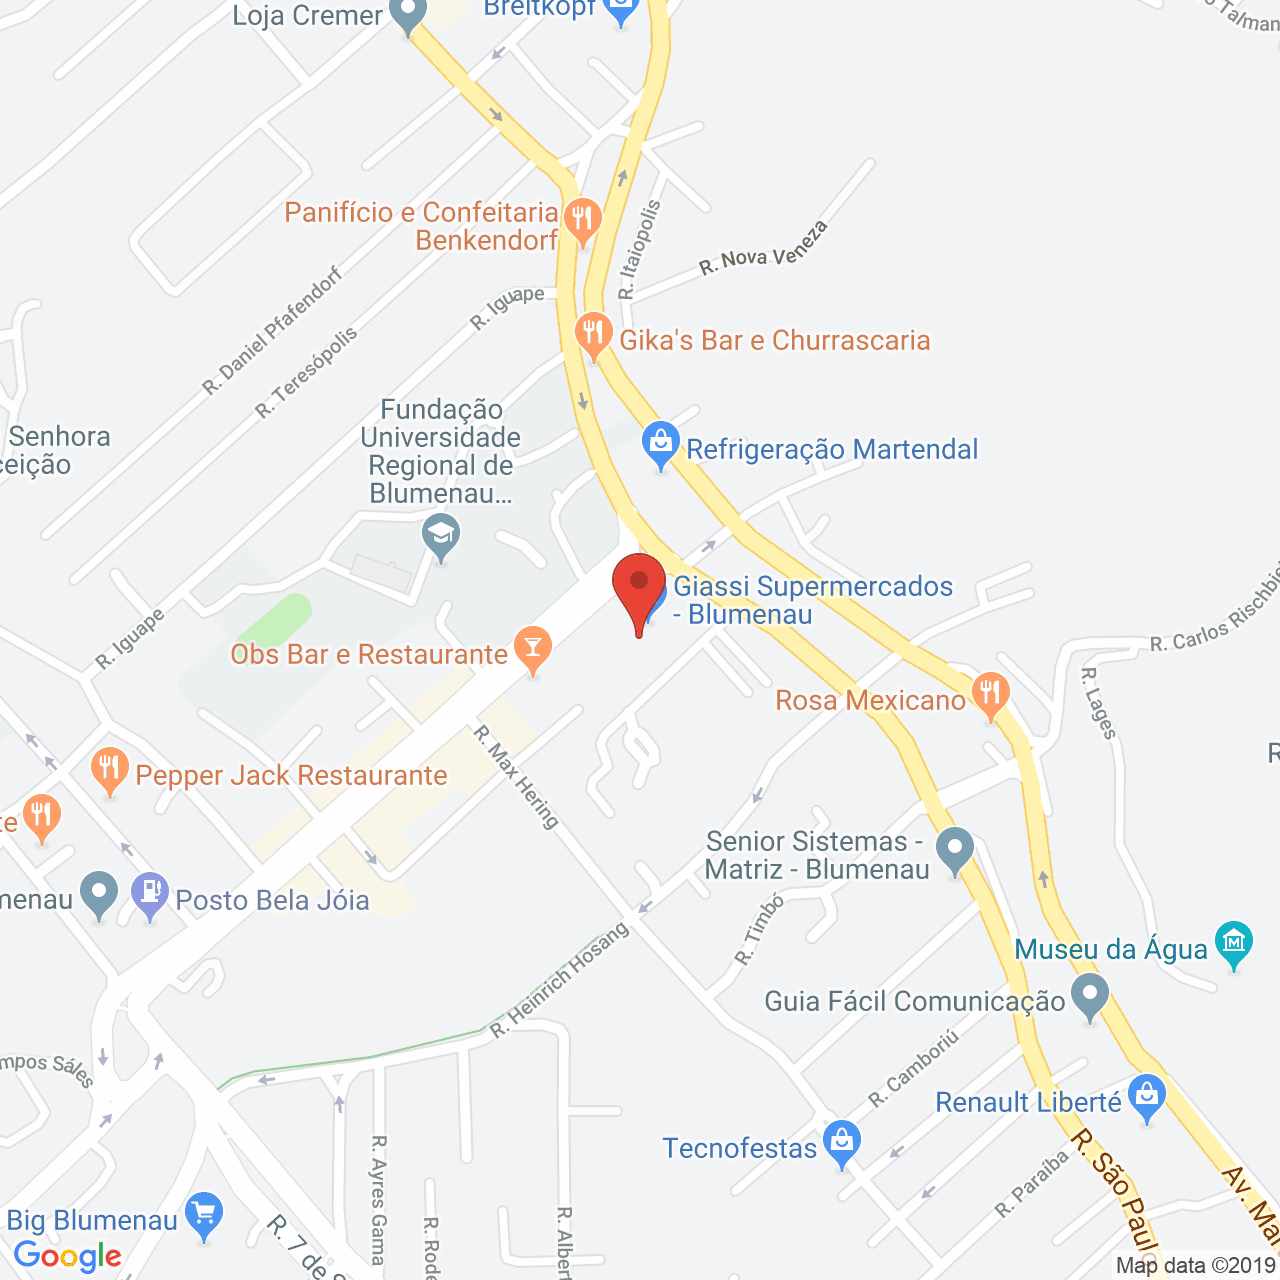 Loja Cremer
Breitkopf
Talman
Panifício e Confeitaria
Benkendorf
R. Itaiopolis
R. Nova Veneza
R. Iguape
R. Daniel Pfafendorf
R. Teresópolis
Gika's Bar e Churrascaria
Senhora
ceição
Fundação
Universidade
Regional de
Blumenau...
Refrigeração Martendal
Giassi Supermercados
- Blumenau
R. Iguape
Obs Bar e Restaurante
R. Carlos Rischbie
R. Lages
Rosa Mexicano
R. Max Hering
Pepper Jack Restaurante
te
R
Senior Sistemas -
Matriz - Blumenau
menau
Posto Bela Jóia
R. Timbó
R. Heinrich Hosang
Museu da Água
Guia Fácil Comunicação
mpos Sáles
R. Camboriú
Renault Liberté
Tecnofestas
R. Ayres Gama
R. Paraíba
R. São Paulo
Av. Mar
Big Blumenau
R. 7 de S
R. Rode
R. Albert
Google
Map data ©2019